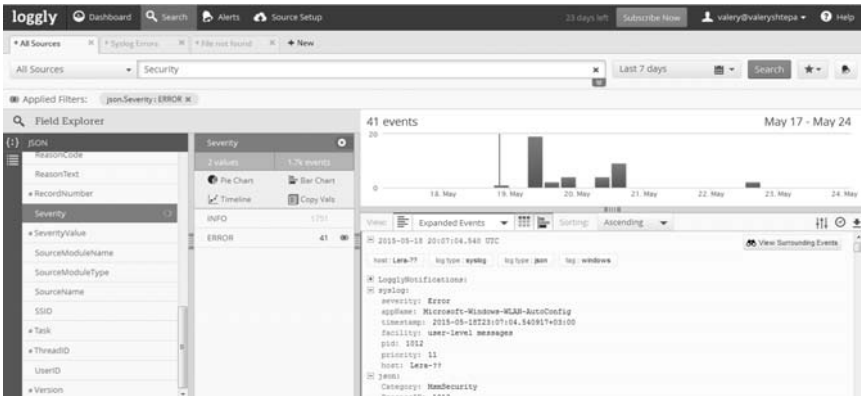 loggly Dashboard Search Alerts Source Setup 23 days left Subscribe Now valery@valeryshtepa Help
* All Sources * Syslog Errors * File not found + New
All Sources Security Last 7 days Search
Applied Filters: json.Severity : ERROR
Field Explorer
JSON
ReasonCode
ReasonText
RecordNumber
Severity
SeverityValue
SourceModuleName
SourceModuleType
SourceName
SSID
Task
ThreadID
UserID
Version
Severity
2 values 1.7k events
Pie Chart Bar Chart
Timeline Copy Vals
INFO 1751
ERROR 41
41 events May 17 - May 24
20
0
18. May 19. May 20. May 21. May 22. May 23. May 24. May
View: Expanded Events Sorting: Ascending
2015-05-18 20:07:04.540 UTC View Surrounding Events
host : Lera-?? log type : syslog log type : json tag : windows
LogglyNotifications:
syslog:
severity: Error
appName: Microsoft-Windows-WLAN-AutoConfig
timestamp: 2015-05-18T23:07:04.540917+03:00
facility: user-level messages
pid: 1012
priority: 11
host: Lera-??
json:
Category: MsmSecurity